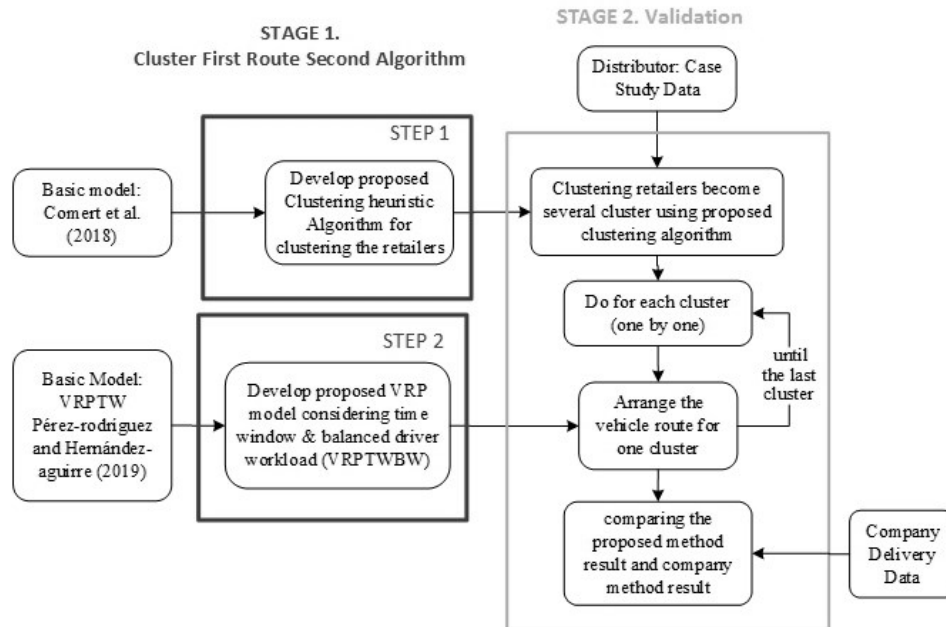 STAGE 1.
Cluster First Route Second Algorithm
STAGE 2. Validation
Distributor: Case
Study Data
STEP 1
Basic model:
Comert et al.
(2018)
Develop proposed
Clustering heuristic
Algorithm for
clustering the retailers
Clustering retailers become
several cluster using proposed
clustering algorithm
Do for each cluster
(one by one)
until
the last
cluster
STEP 2
Basic Model:
VRPTW
Pérez-rodriguez
and Hernández-
aguirre (2019)
Develop proposed VRP
model considering time
window & balanced driver
workload (VRPTWBW)
Arrange the
vehicle route for
one cluster
comparing the
proposed method
result and company
method result
Company
Delivery
Data